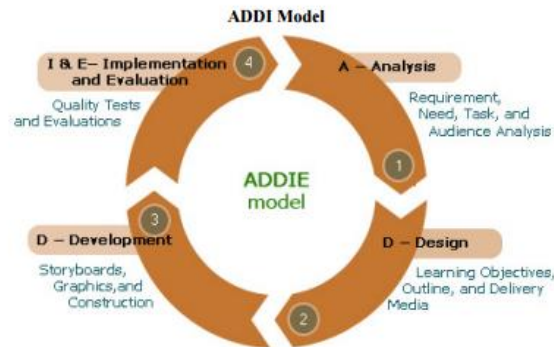 ADDI Model
I & E– Implementation
and Evaluation
4
Quality Tests
and Evaluations
A – Analysis
Requirement,
Need, Task, and
Audience Analysis
1
ADDIE
model
3
D – Development
Storyboards,
Graphics,and
Construction
D – Design
Learning Objectives,
Outline, and Delivery
Media
2